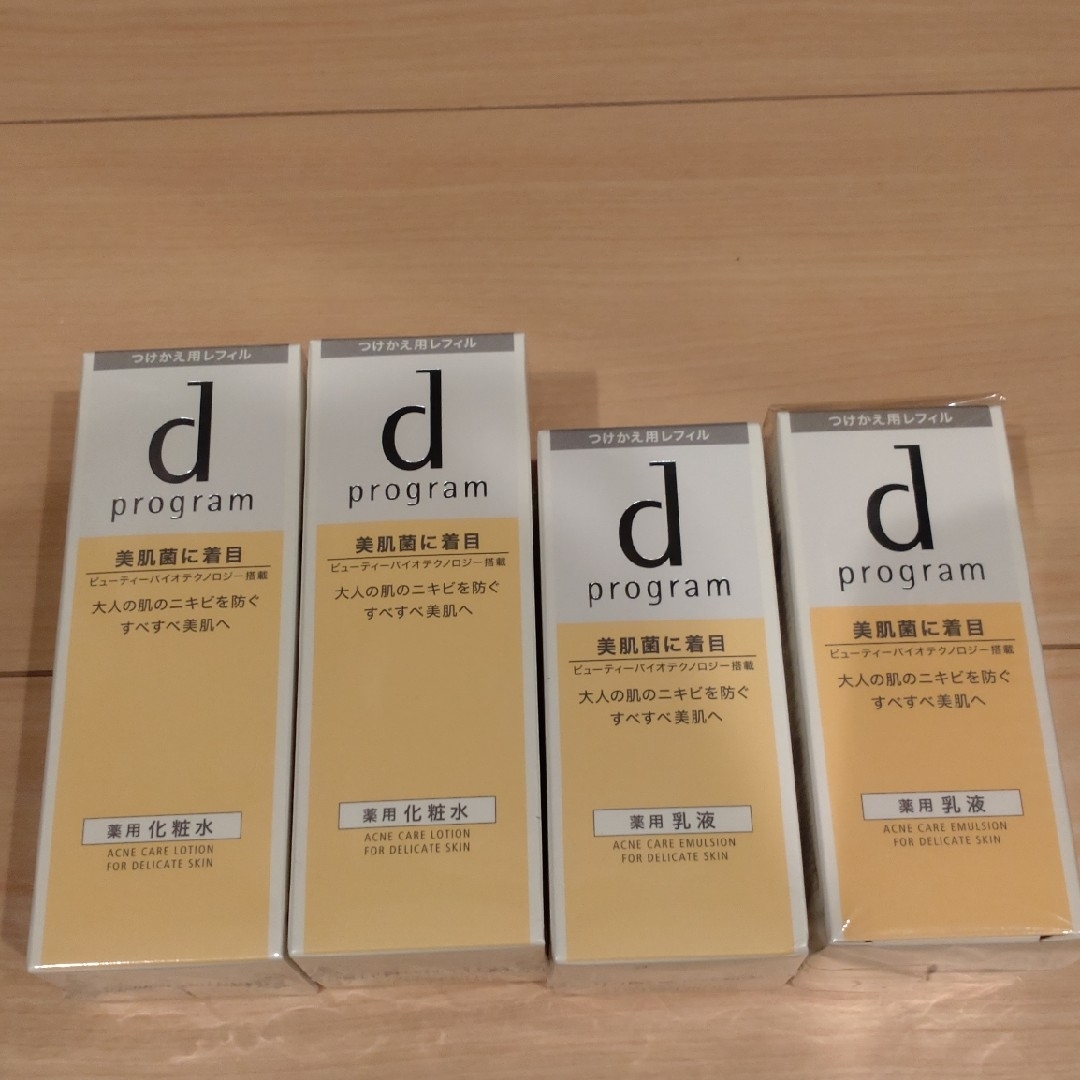 つけかえ用レフィル
d
program
美肌菌に着目
ビューティーバイオテクノロジー搭載
大人の肌のニキビを防ぐ
すべすべ美肌へ
薬用 化粧水
ACNE CARE LOTION
FOR DELICATE SKIN
つけかえ用レフィル
d
program
美肌菌に着目
ビューティーバイオテクノロジー搭載
大人の肌のニキビを防ぐ
すべすべ美肌へ
薬用 化粧水
ACNE CARE LOTION
FOR DELICATE SKIN
つけかえ用レフィル
d
program
美肌菌に着目
ビューティーバイオテクノロジー搭載
大人の肌のニキビを防ぐ
すべすべ美肌へ
薬用 乳液
ACNE CARE EMULSION
FOR DELICATE SKIN
つけかえ用レフィル
d
program
美肌菌に着目
ビューティーバイオテクノロジー搭載
大人の肌のニキビを防ぐ
すべすべ美肌へ
薬用 乳液
ACNE CARE EMULSION
FOR DELICATE SKIN